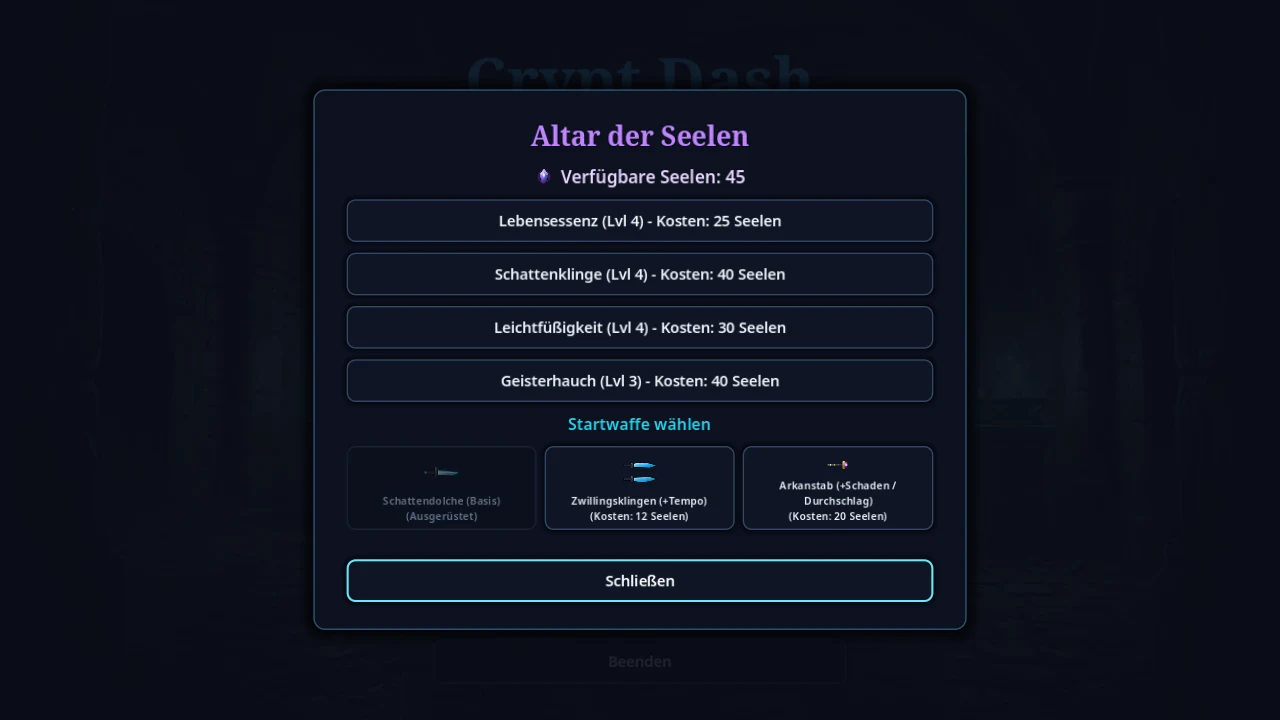 Crypt Dash
Altar der Seelen
Verfügbare Seelen: 45
Lebensessenz (Lvl 4) - Kosten: 25 Seelen
Schattenklinge (Lvl 4) - Kosten: 40 Seelen
Leichtfüßigkeit (Lvl 4) - Kosten: 30 Seelen
Geisterhauch (Lvl 3) - Kosten: 40 Seelen
Startwaffe wählen
Schattendolche (Basis)
(Ausgerüstet)
Zwillingsklingen (+Tempo)
(Kosten: 12 Seelen)
Arkanstab (+Schaden /
Durchschlag)
(Kosten: 20 Seelen)
Schließen
Beenden